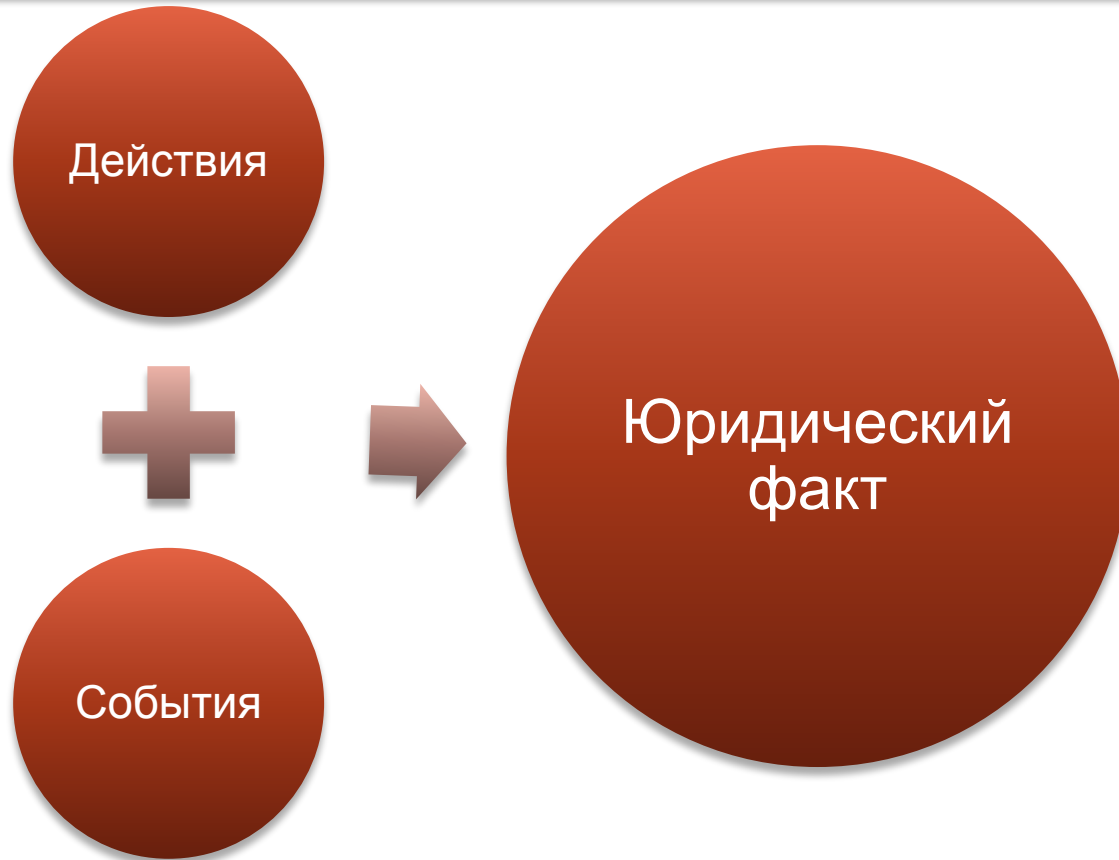 Действия
События
Юридический
факт